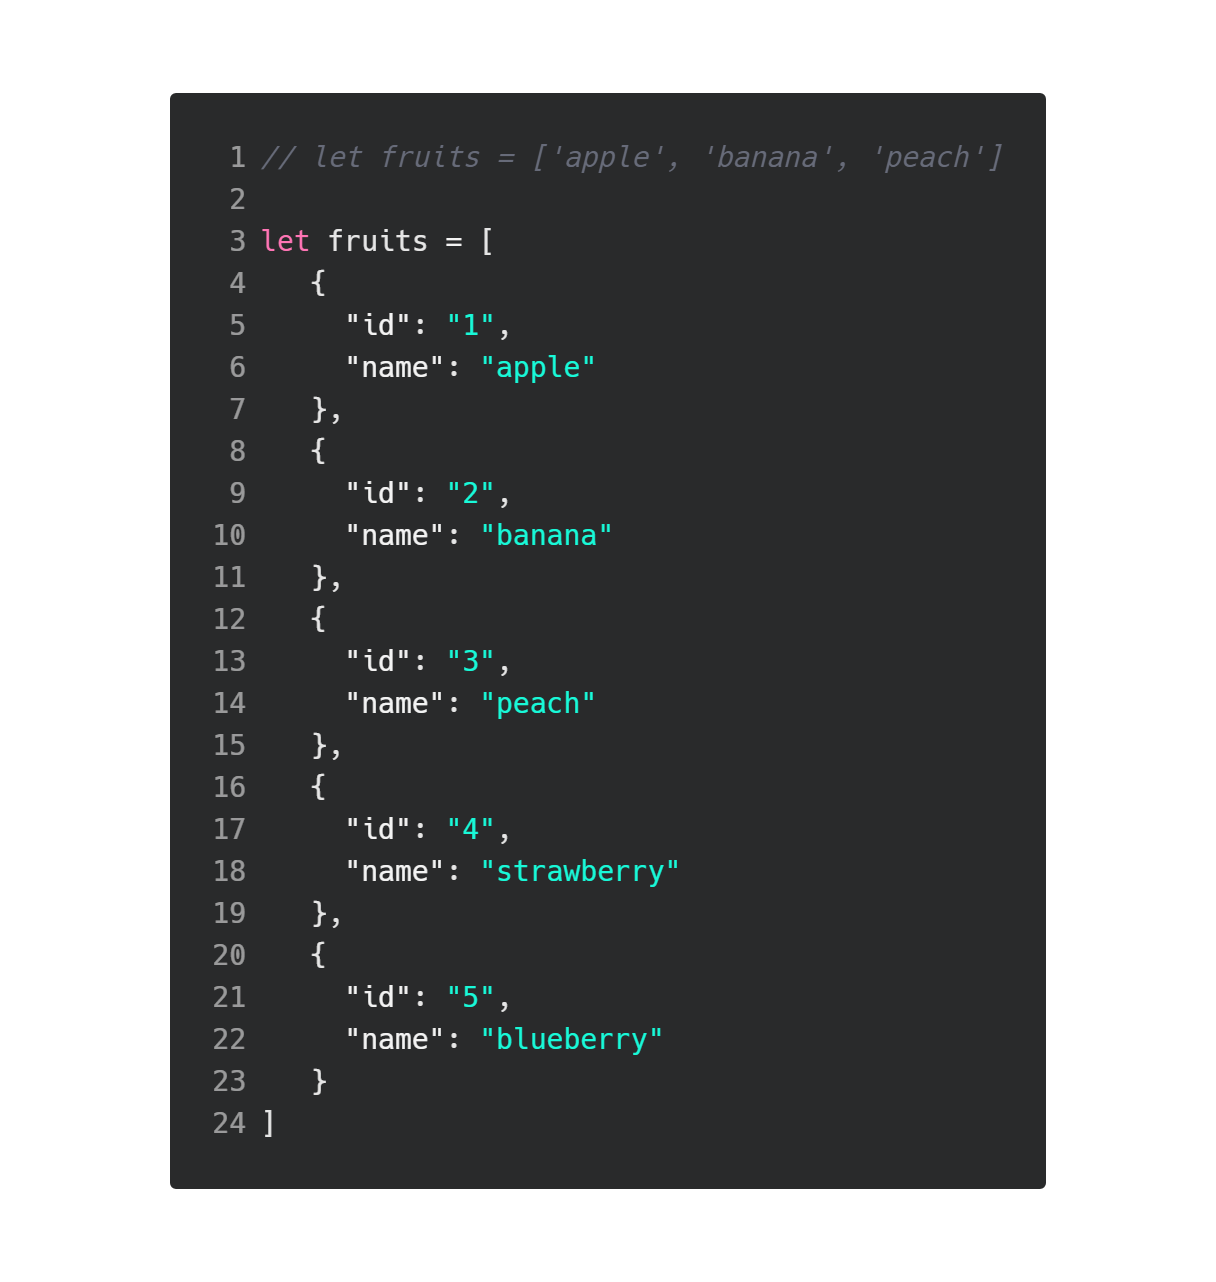 1 // let fruits = ['apple', 'banana', 'peach']
2
3 let fruits = [
4    {
5      "id": "1",
6      "name": "apple"
7    },
8    {
9      "id": "2",
10      "name": "banana"
11    },
12    {
13      "id": "3",
14      "name": "peach"
15    },
16    {
17      "id": "4",
18      "name": "strawberry"
19    },
20    {
21      "id": "5",
22      "name": "blueberry"
23    }
24 ]